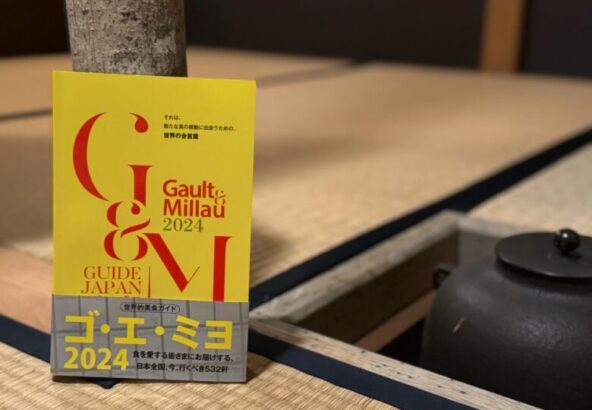 それは、
新たな食の感動に出会うための、
世界の合言葉
G
&
M
Gault&
Millau
2024
GUIDE
JAPAN
世界的美食ガイド
ゴ・エ・ミヨ
2024
食を愛する皆さまにお届けする、
日本全国、今、行くべき532軒